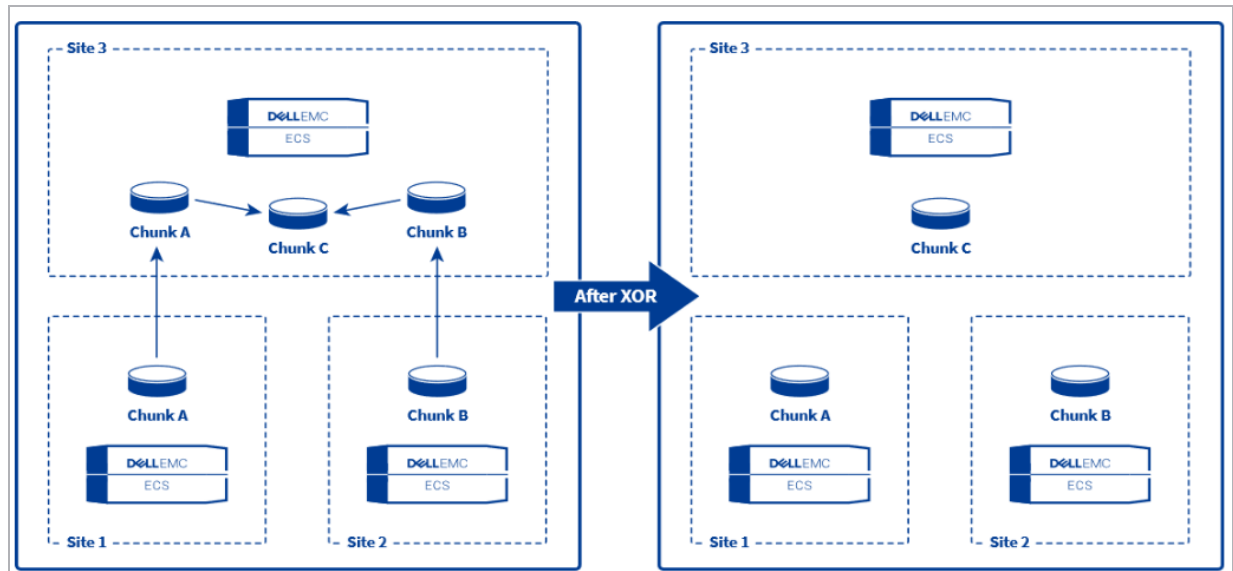 Site 3
DELLEMC
ECS
Chunk A
Chunk C
Chunk B
Chunk A
DELLEMC
ECS
Site 1
Chunk B
DELLEMC
ECS
Site 2
After XOR
Site 3
DELLEMC
ECS
Chunk C
Chunk A
DELLEMC
ECS
Site 1
Chunk B
DELLEMC
ECS
Site 2